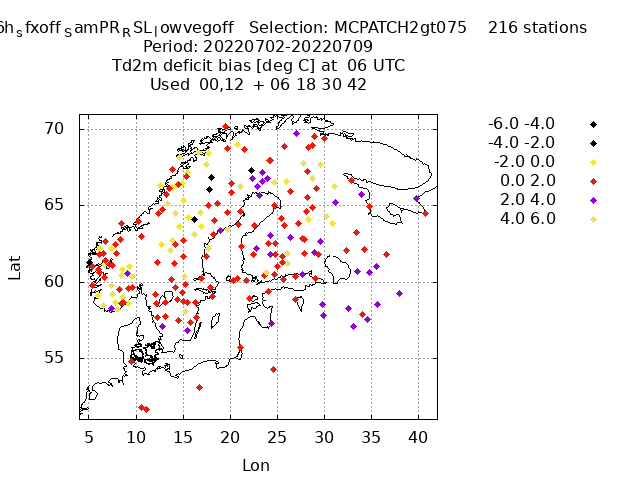 6h_sfxoff_SamPR_RSL_lowvegoff Selection: MCPATCH2gt075 216 stations
Period: 20220702-20220709
Td2m deficit bias [deg C] at 06 UTC
Used 00,12 + 06 18 30 42
-6.0 -4.0
-4.0 -2.0
-2.0 0.0
0.0 2.0
2.0 4.0
4.0 6.0
70
65
60
55
Lat
5 10 15 20 25 30 35 40
Lon